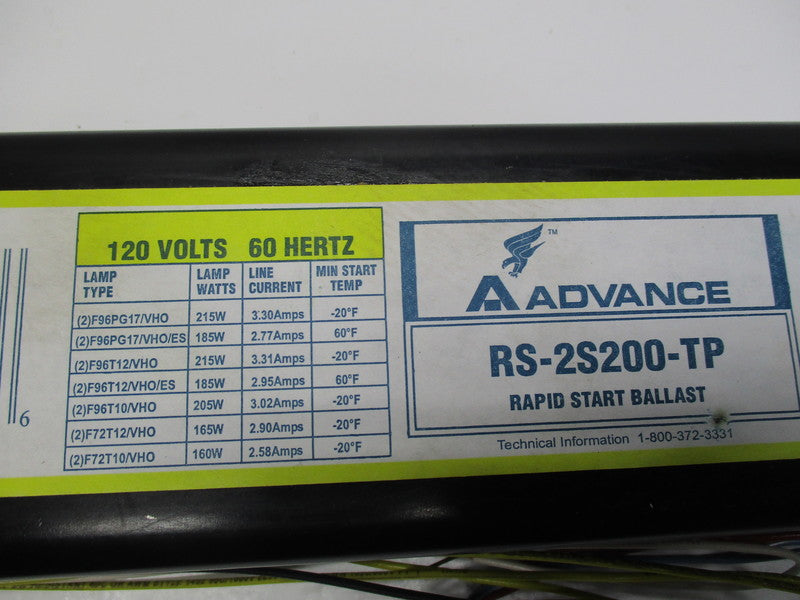 120 VOLTS 60 HERTZ
LAMP TYPE LAMP WATTS LINE CURRENT MIN START TEMP
(2)F96PG17/VHO 215W 3.30Amps -20°F
(2)F96PG17/VHO/ES 185W 2.77Amps 60°F
(2)F96T12/VHO 215W 3.31Amps -20°F
(2)F96T12/VHO/ES 185W 2.95Amps 60°F
(2)F96T10/VHO 205W 3.02Amps -20°F
(2)F72T12/VHO 165W 2.90Amps -20°F
(2)F72T10/VHO 160W 2.58Amps -20°F
6
TM
ADVANCE
RS-2S200-TP
RAPID START BALLAST
Technical Information 1-800-372-3331